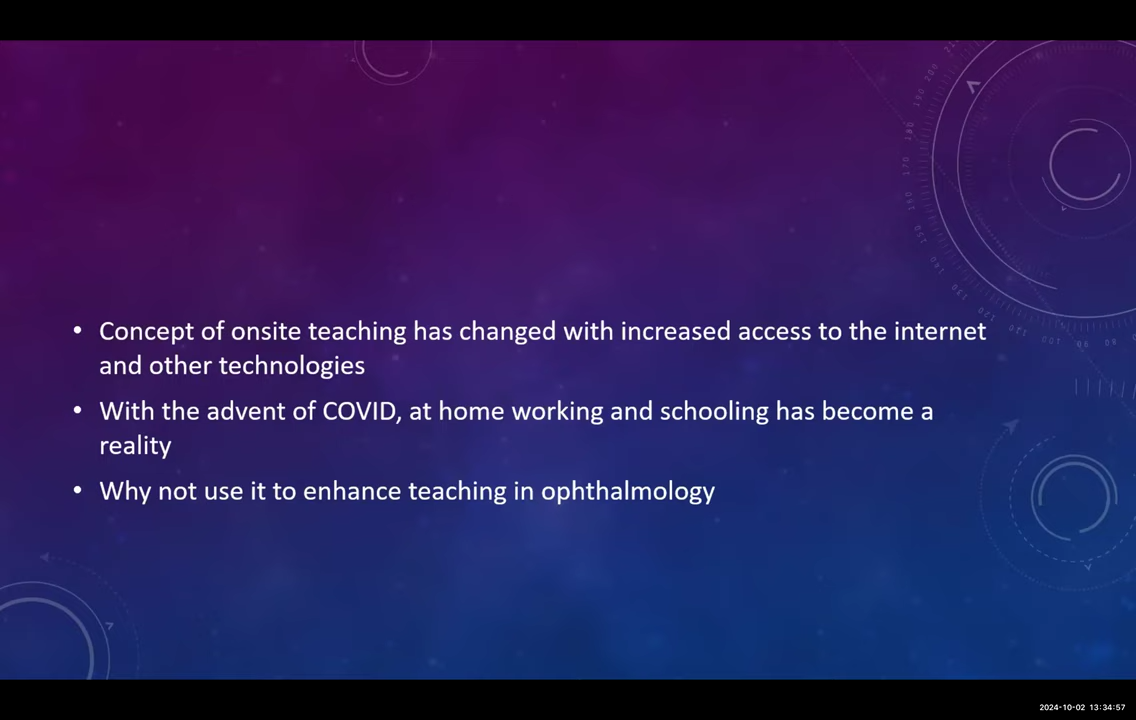 • Concept of onsite teaching has changed with increased access to the internet
and other technologies
• With the advent of COVID, at home working and schooling has become a
reality
• Why not use it to enhance teaching in ophthalmology
2024-10-02 13:34:57